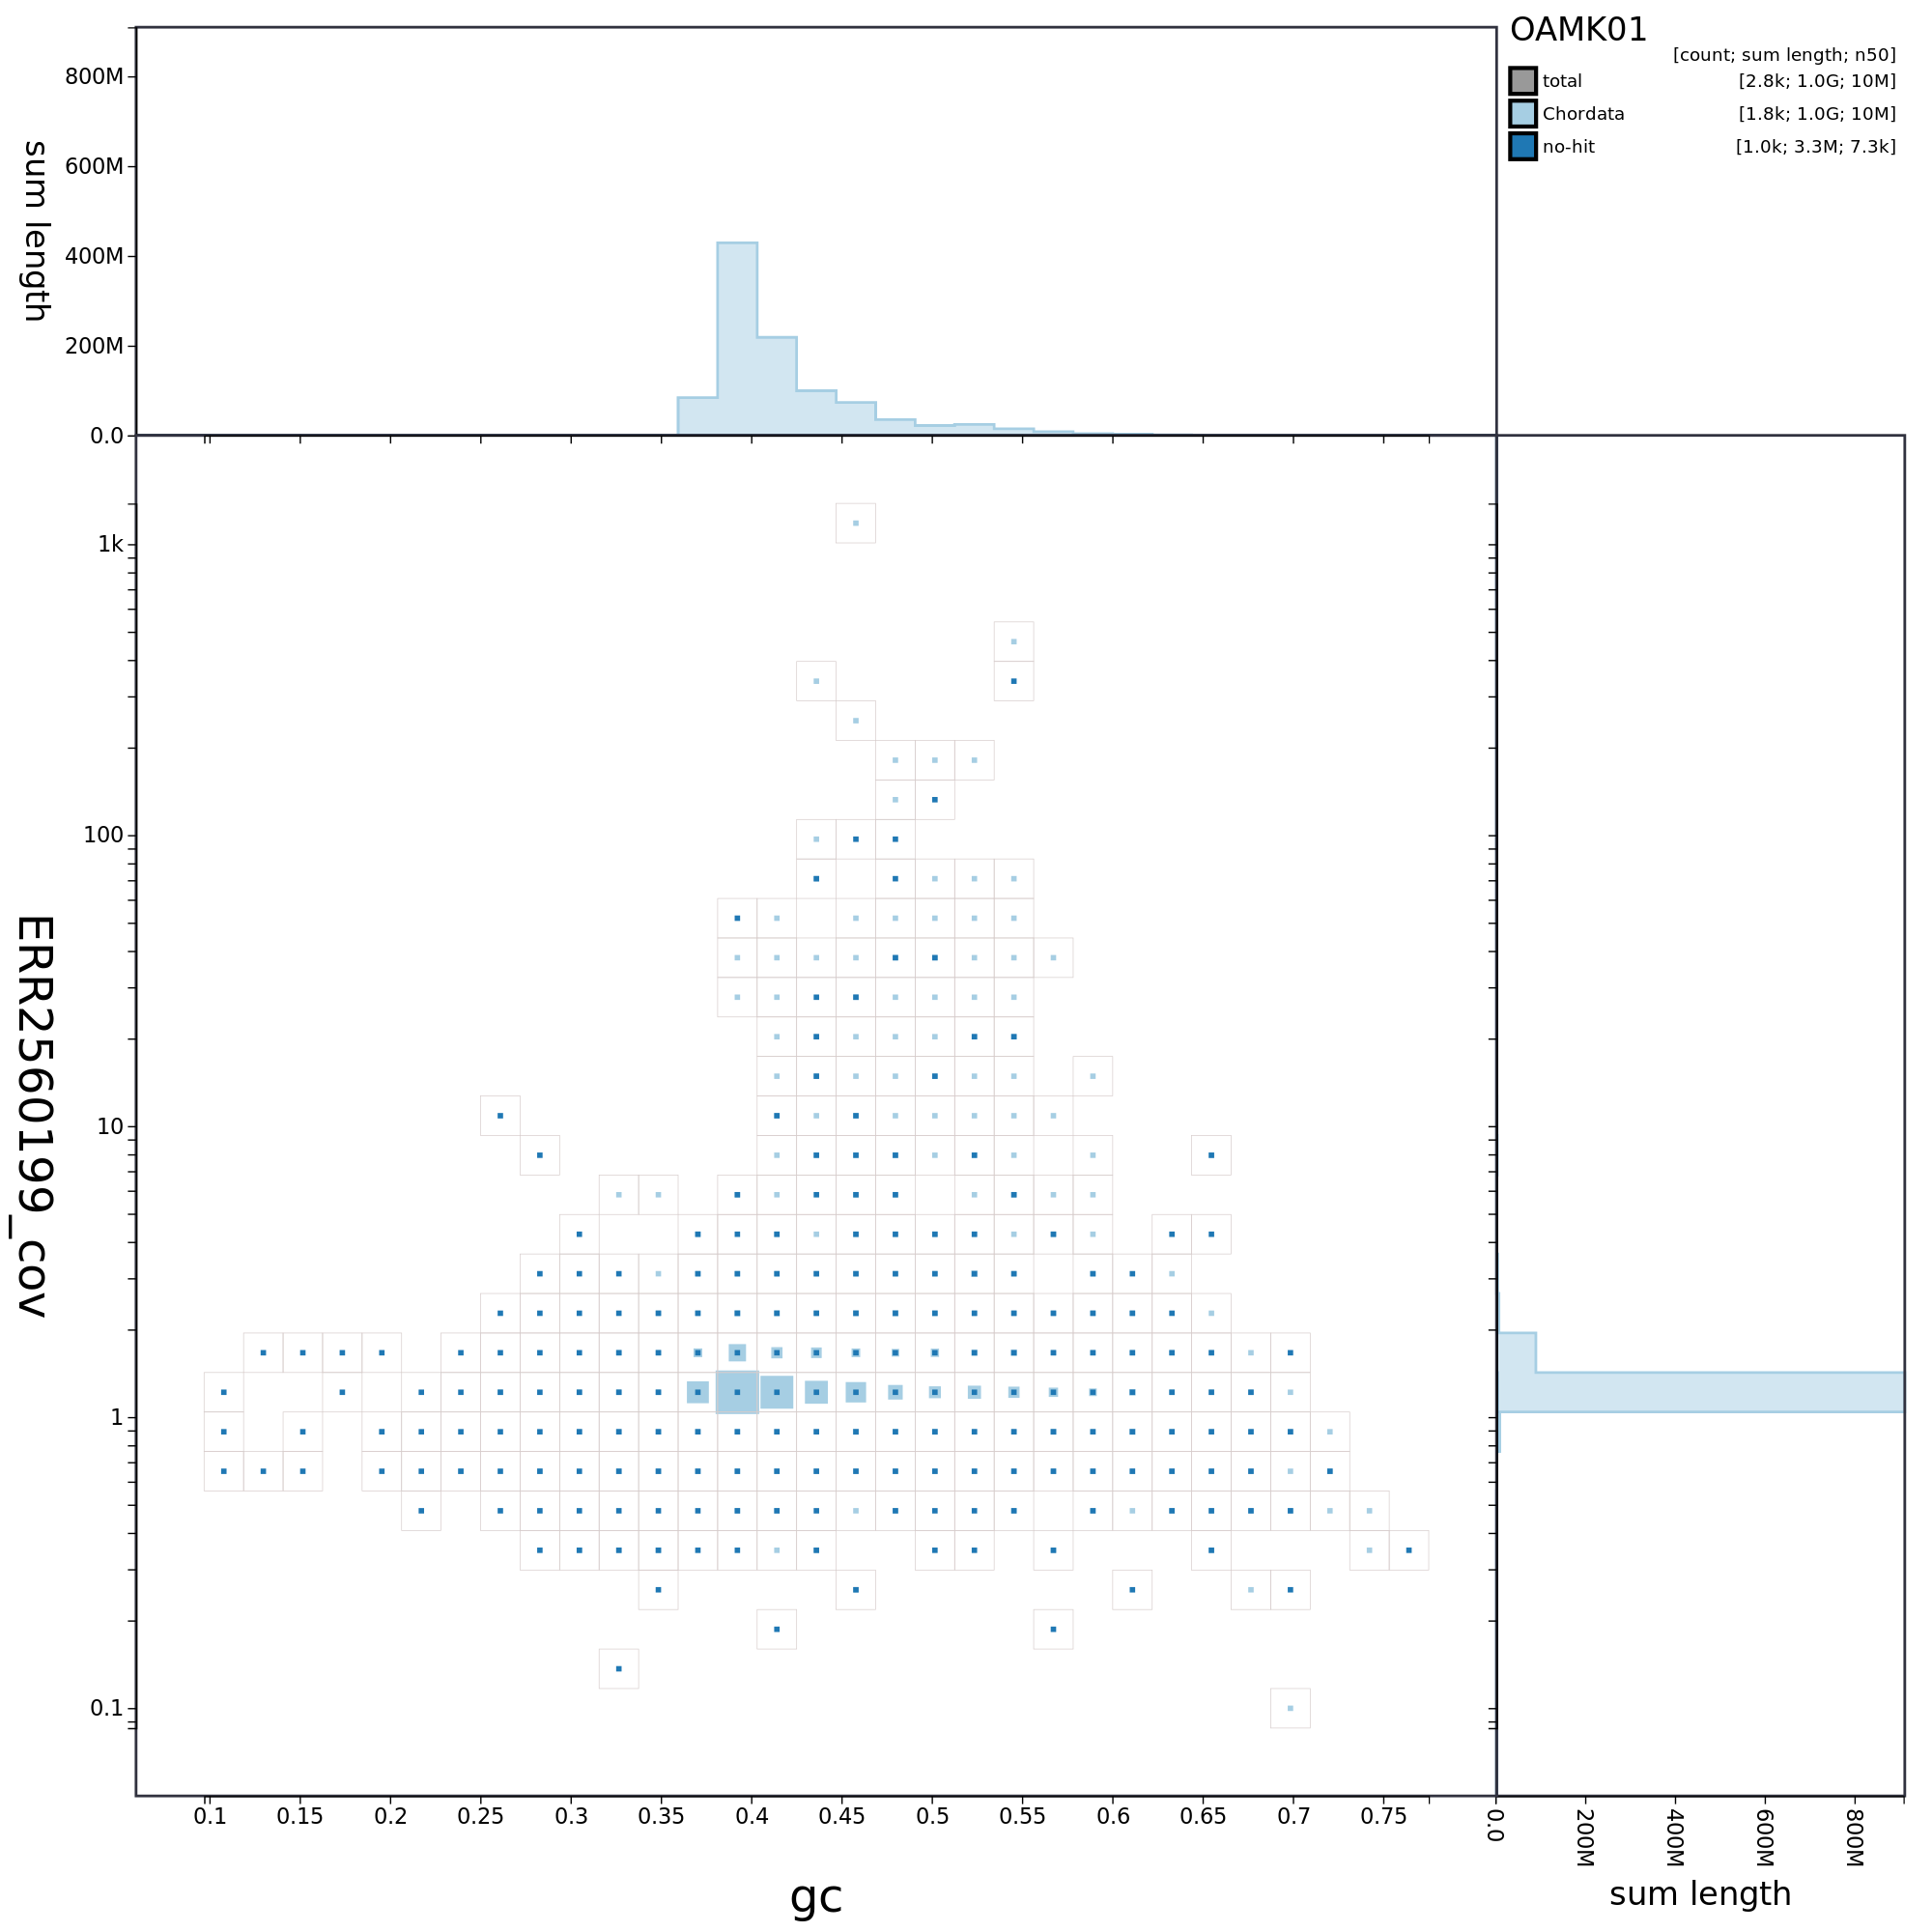 OAMK01
[count; sum length; n50]
total [2.8k; 1.0G; 10M]
Chordata [1.8k; 1.0G; 10M]
no-hit [1.0k; 3.3M; 7.3k]
sum length
800M
600M
400M
200M
0.0
ERR2560199_cov
1k
100
10
1
0.1
0.1 0.15 0.2 0.25 0.3 0.35 0.4 0.45 0.5 0.55 0.6 0.65 0.7 0.75
gc
0.0 200M 400M 600M 800M
sum length